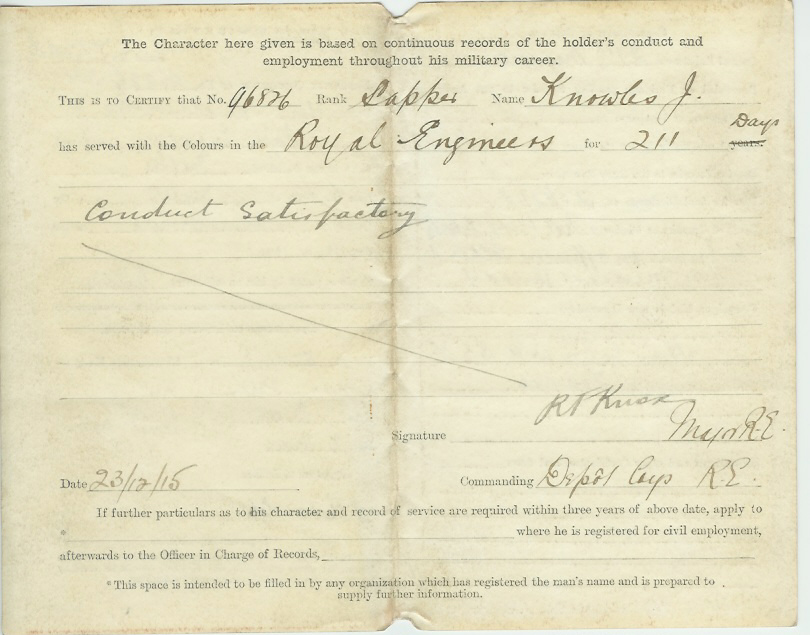 The Character here given is based on continuous records of the holder's conduct and
employment throughout his military career.
THIS IS TO CERTIFY that No. 96826 Rank Sapper Name Knowles J.
has served with the Colours in the Royal Engineers for 211 Days years.
Conduct Satisfactory
Signature Major R.E.
Date 23/12/15 Commanding Depôt Coys R.E.
If further particulars as to his character and record of service are required within three years of above date, apply to
* where he is registered for civil employment,
afterwards to the Officer in Charge of Records,
* This space is intended to be filled in by any organization which has registered the man's name and is prepared to
supply further information.